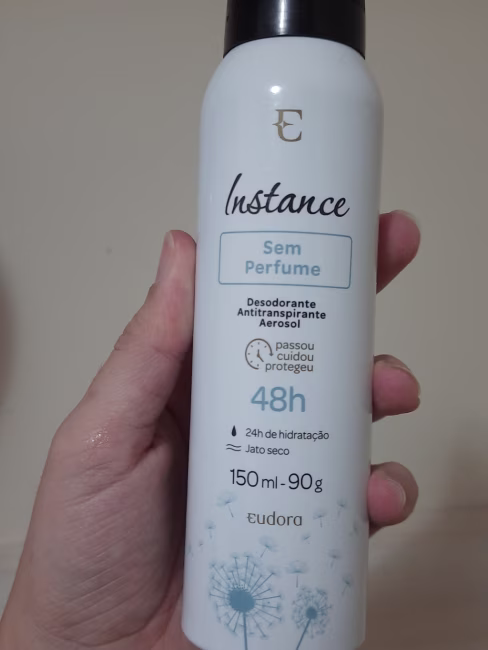 E
Instance
Sem
Perfume
Desodorante
Antitranspirante
Aerosol
passou
cuidou
protegeu
48h
24h de hidratação
Jato seco
150 ml - 90 g
Eudora